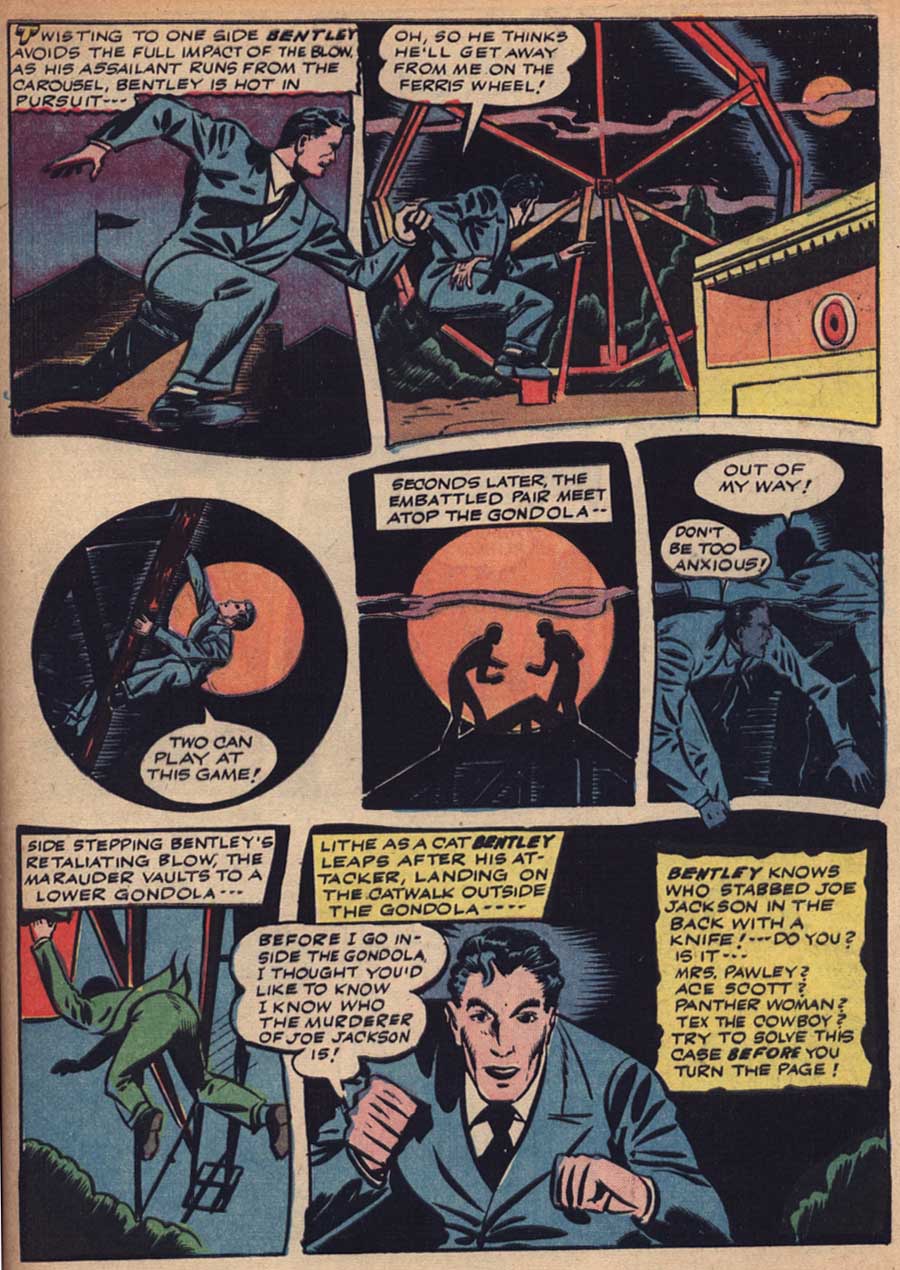 TWISTING TO ONE SIDE BENTLEY
AVOIDS THE FULL IMPACT OF THE BLOW.
AS HIS ASSAILANT RUNS FROM THE
CAROUSEL, BENTLEY IS HOT IN
PURSUIT---
OH, SO HE THINKS
HE'LL GET AWAY
FROM ME ON THE
FERRIS WHEEL!
TWO CAN
PLAY AT
THIS GAME!
SECONDS LATER, THE
EMBATTLED PAIR MEET
ATOP THE GONDOLA--
OUT OF
MY WAY!
DON'T
BE TOO
ANXIOUS!
SIDE STEPPING BENTLEY'S
RETALIATING BLOW, THE
MARAUDER VAULTS TO A
LOWER GONDOLA---
LITHE AS A CAT BENTLEY
LEAPS AFTER HIS AT-
TACKER, LANDING ON
THE CATWALK OUTSIDE
THE GONDOLA----
BEFORE I GO IN-
SIDE THE GONDOLA,
I THOUGHT YOU'D
LIKE TO KNOW
I KNOW WHO
THE MURDERER
OF JOE JACKSON
IS!
BENTLEY KNOWS
WHO STABBED JOE
JACKSON IN THE
BACK WITH A
KNIFE!---DO YOU?
IS IT---
MRS. PAWLEY?
ACE SCOTT?
PANTHER WOMAN?
TEX THE COWBOY?
TRY TO SOLVE THIS
CASE BEFORE YOU
TURN THE PAGE!